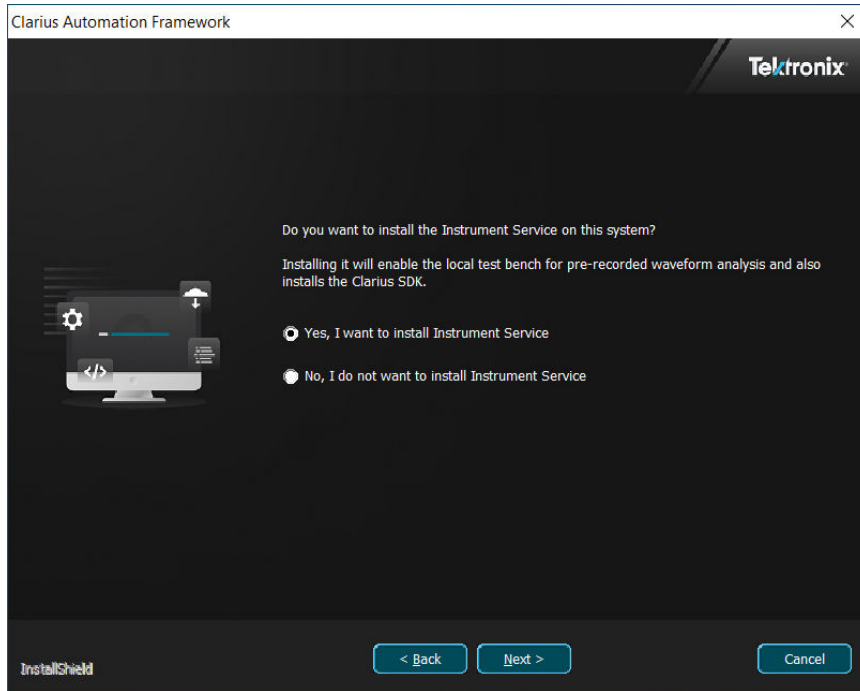 Clarius Automation Framework
Tektronix
Do you want to install the Instrument Service on this system?
Installing it will enable the local test bench for pre-recorded waveform analysis and also
installs the Clarius SDK.
Yes, I want to install Instrument Service
No, I do not want to install Instrument Service
</>
InstallShield
< Back
Next >
Cancel